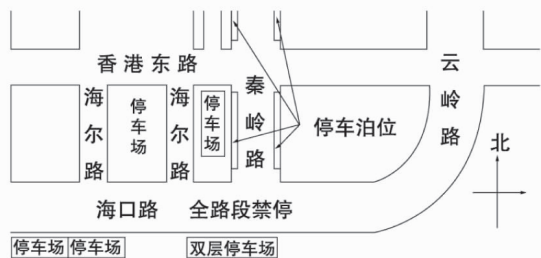 香港东路
云岭路
海尔路
停车场
海尔路
停车场
秦岭路
停车泊位
北
海口路 全路段禁停
停车场 停车场 双层停车场